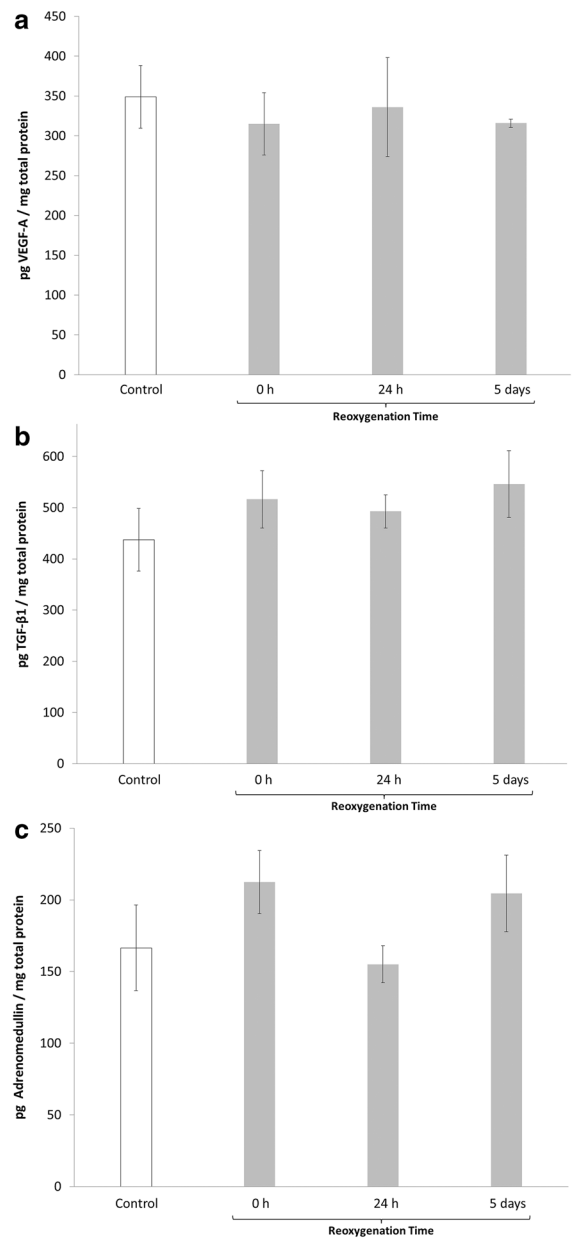 a
pg VEGF-A / mg total protein
450
400
350
300
250
200
150
100
50
0
Control
0 h
24 h
5 days
Reoxygenation Time
b
pg TGF-β1 / mg total protein
600
500
400
300
200
100
0
Control
0 h
24 h
5 days
Reoxygenation Time
c
pg Adrenomedullin / mg total protein
250
200
150
100
50
0
Control
0 h
24 h
5 days
Reoxygenation Time